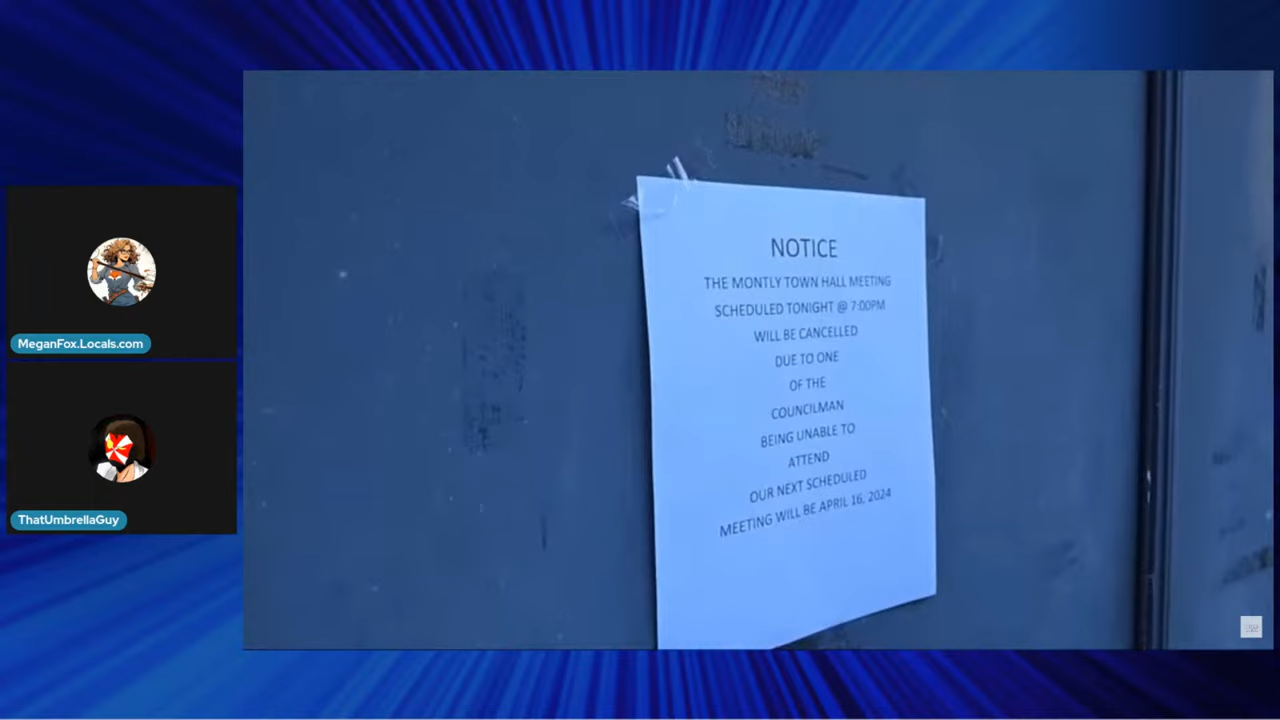 MeganFox.Locals.com
ThatUmbrellaGuy
NOTICE
THE MONTLY TOWN HALL MEETING
SCHEDULED TONIGHT @ 7:00PM
WILL BE CANCELLED
DUE TO ONE
OF THE
COUNCILMAN
BEING UNABLE TO
ATTEND
OUR NEXT SCHEDULED
MEETING WILL BE APRIL 16, 2024